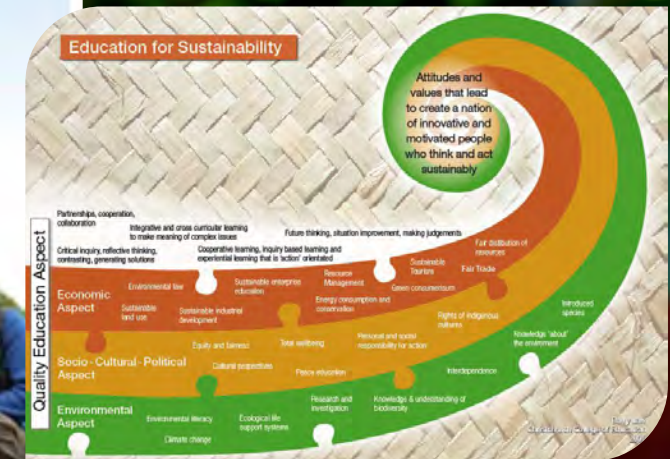 Education for Sustainability
Attitudes and
values that lead
to create a nation
of innovative and
motivated people
who think and act
sustainably
Quality Education Aspect
Partnerships, cooperation,
collaboration
Integrative and cross curricular learning
to make meaning of complex issues
Future thinking, situation improvement, making judgements
Critical inquiry, reflective thinking,
contrasting, generating solutions
Cooperative learning, inquiry based learning and
experiential learning that is 'action' orientated
Fair distribution of
resources
Economic
Aspect
Environmental law
Sustainable enterprise
education
Resource
Management
Sustainable
Tourism
Fair Trade
Green consumerism
Sustainable
land use
Sustainable industrial
development
Energy consumption and
conservation
Socio - Cultural - Political
Aspect
Equity and fairness
Total wellbeing
Personal and social
responsibility for action
Rights of indigenous
cultures
Cultural perspectives
Peace education
Introduced
species
Knowledge 'about'
the environment
Interdependence
Environmental
Aspect
Environmental literacy
Ecological life
support systems
Research and
investigation
Knowledge & understanding of
biodiversity
Climate change
Christchurch College of Education